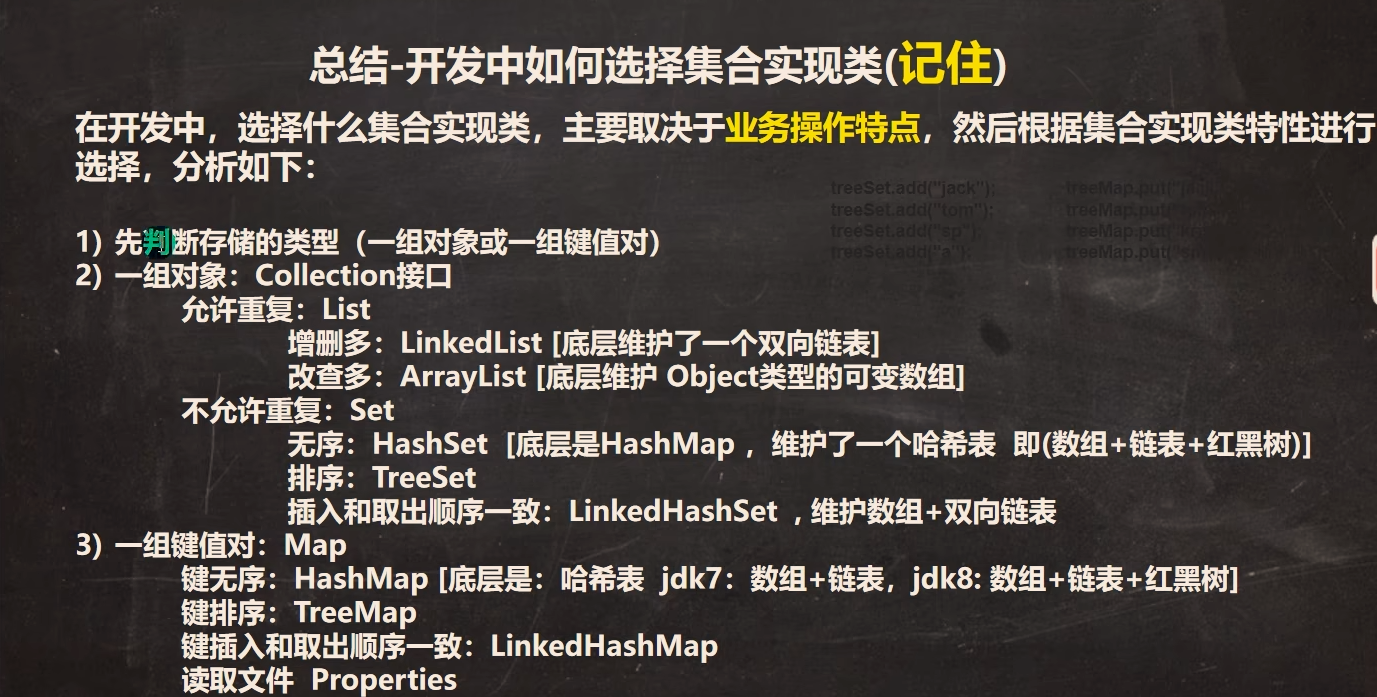 总结-开发中如何选择集合实现类(记住)
在开发中，选择什么集合实现类，主要取决于业务操作特点，然后根据集合实现类特性进行
选择，分析如下：
treeSet.add("jack");
treeSet.add("tom");
treeSet.add("sp");
treeSet.add("a");
treeMap.put("jack
treeMap.put("
treeMap.put("kri
treeMap.put("sm
1) 先判断存储的类型（一组对象或一组键值对）
2) 一组对象：Collection接口
允许重复：List
增删多：LinkedList [底层维护了一个双向链表]
改查多：ArrayList [底层维护 Object类型的可变数组]
不允许重复：Set
无序：HashSet [底层是HashMap ，维护了一个哈希表 即(数组+链表+红黑树)]
排序：TreeSet
插入和取出顺序一致：LinkedHashSet ，维护数组+双向链表
3) 一组键值对：Map
键无序：HashMap [底层是：哈希表 jdk7：数组+链表，jdk8: 数组+链表+红黑树]
键排序：TreeMap
键插入和取出顺序一致：LinkedHashMap
读取文件 Properties